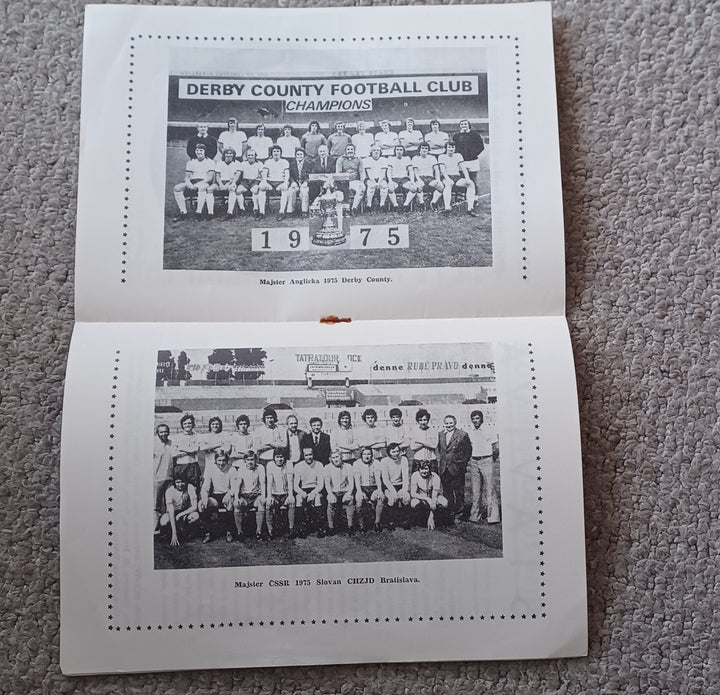 DERBY COUNTY FOOTBALL CLUB
CHAMPIONS
1975
Majster Anglicka 1975 Derby County.
TATRA
denne RUDÉ PRÁVO denne
Majster ČSSR 1975 Slovan CHZJD Bratislava.